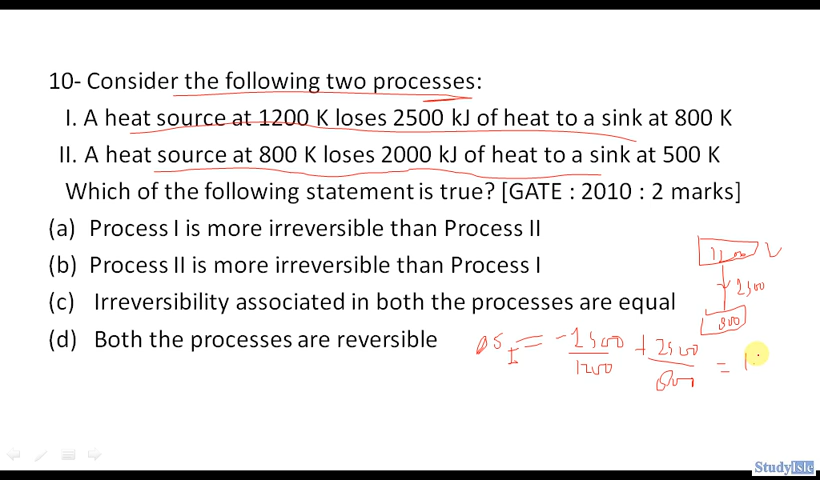 10- Consider the following two processes:
I. A heat source at 1200 K loses 2500 kJ of heat to a sink at 800 K
II. A heat source at 800 K loses 2000 kJ of heat to a sink at 500 K
Which of the following statement is true? [GATE : 2010 : 2 marks]
(a) Process I is more irreversible than Process II
(b) Process II is more irreversible than Process I
(c) Irreversibility associated in both the processes are equal
(d) Both the processes are reversible
1200
2500
800
I = -2500/1200 + 2500/800 = 1.
StudyIsle